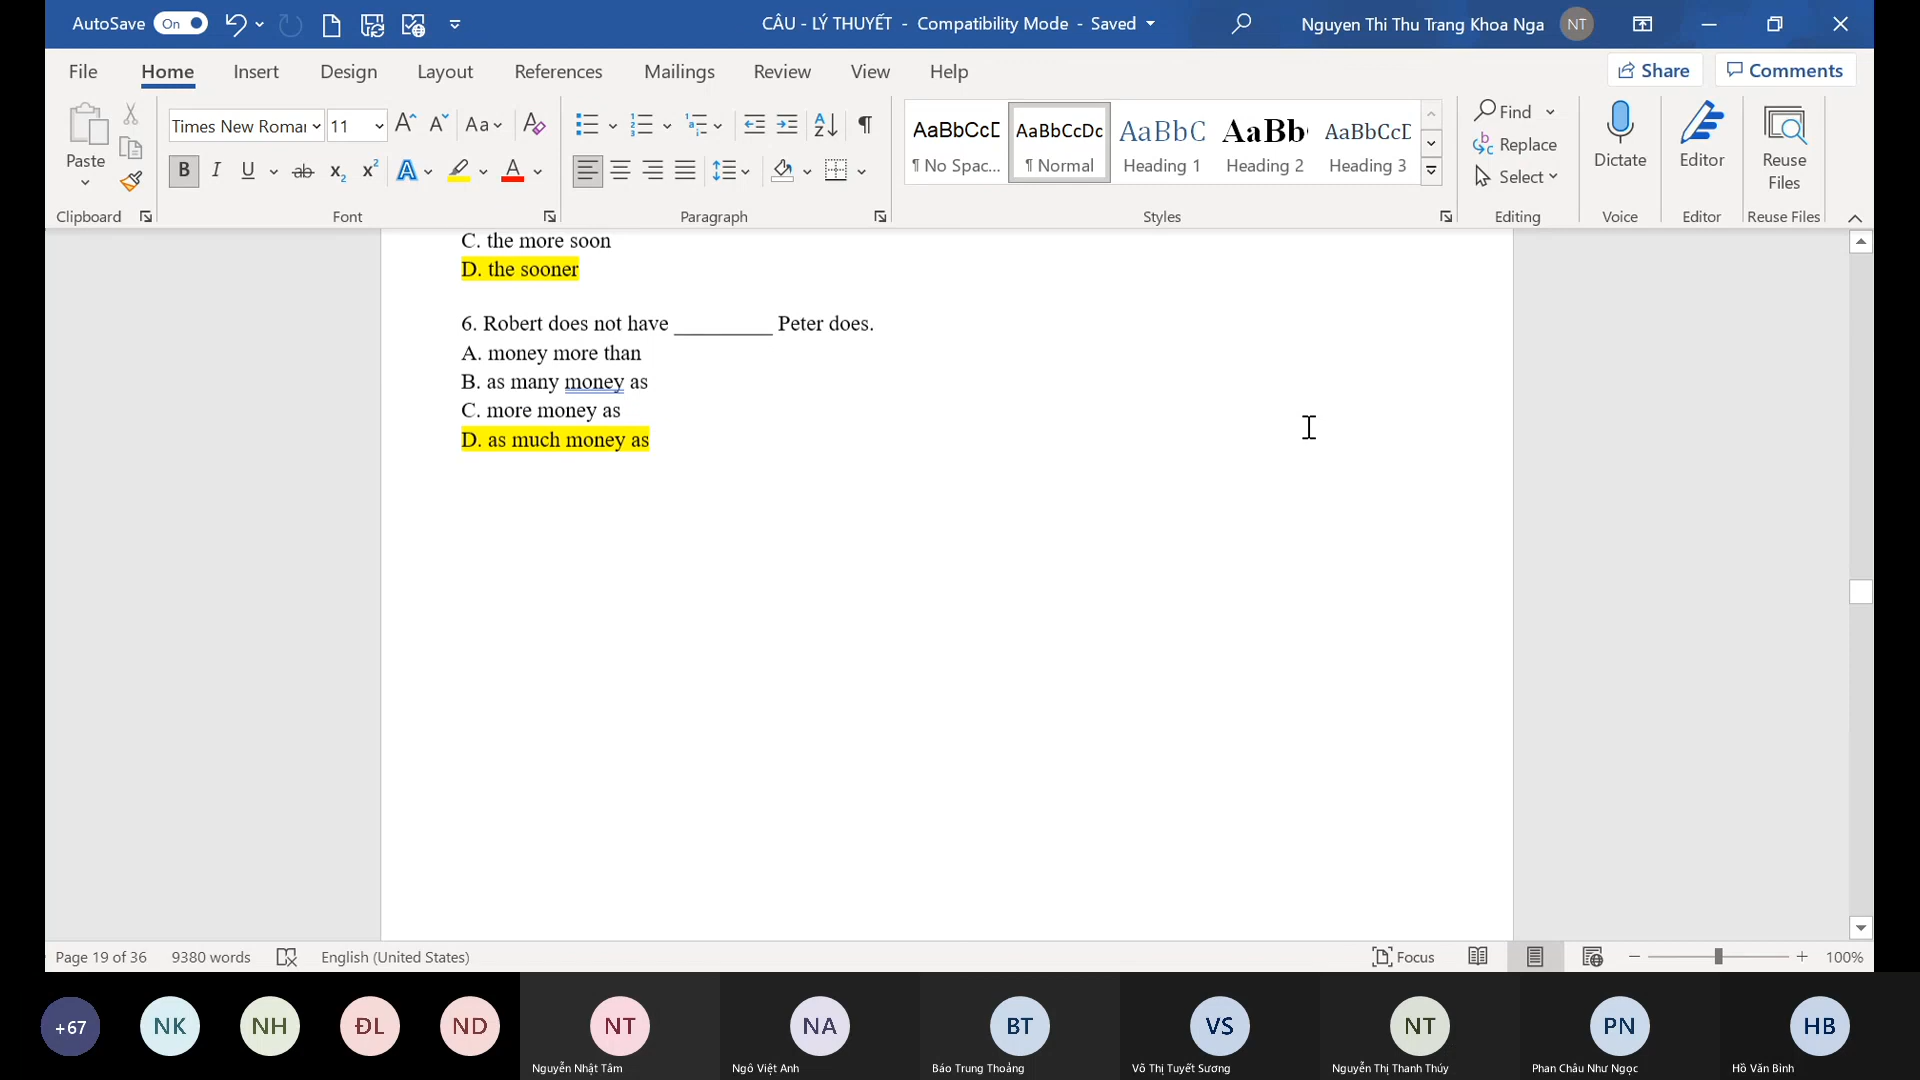 AutoSave On CÂU - LÝ THUYẾT - Compatibility Mode - Saved Nguyen Thi Thu Trang Khoa Nga NT
File Home Insert Design Layout References Mailings Review View Help Share Comments
Paste
Clipboard
Times New Roman 11
Font
Paragraph
AaBbCcD AaBbCcDc AaBbC AaBb AaBbCcD
¶ No Spac... ¶ Normal Heading 1 Heading 2 Heading 3
Styles
Find
Replace
Select
Editing
Dictate
Voice
Editor
Editor
Reuse
Files
Reuse Files
C. the more soon
D. the sooner
6. Robert does not have _________ Peter does.
A. money more than
B. as many money as
C. more money as
D. as much money as
Page 19 of 36 9380 words English (United States) Focus 100%
+67 NK NH ĐL ND NT NA BT VS NT PN HB
Nguyễn Nhật Tâm Ngô Việt Anh Báo Trung Thoảng Võ Thị Tuyết Sương Nguyễn Thị Thanh Thúy Phan Châu Như Ngọc Hồ Văn Bình